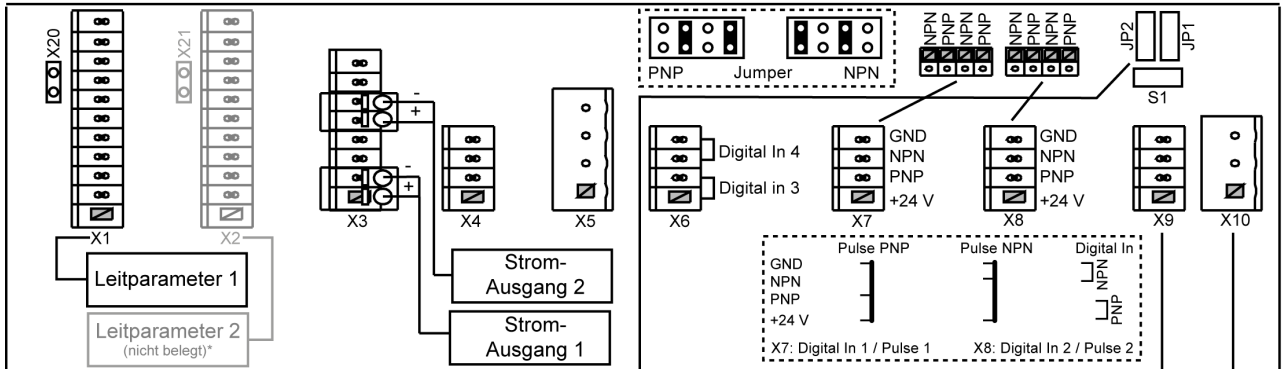 X20
X21
PNP Jumper NPN
NPN PNP NPN PNP
NPN PNP NPN PNP
JP2
JP1
S1
- +
- +
Digital In 4
Digital in 3
GND
NPN
PNP
+24 V
GND
NPN
PNP
+24 V
X1
X2
X3
X4
X5
X6
X7
X8
X9
X10
Leitparameter 1
Leitparameter 2
(nicht belegt)*
Strom-
Ausgang 2
Strom-
Ausgang 1
Pulse PNP Pulse NPN Digital In
GND
NPN
PNP
+24 V
NPN
PNP
X7: Digital In 1 / Pulse 1 X8: Digital In 2 / Pulse 2